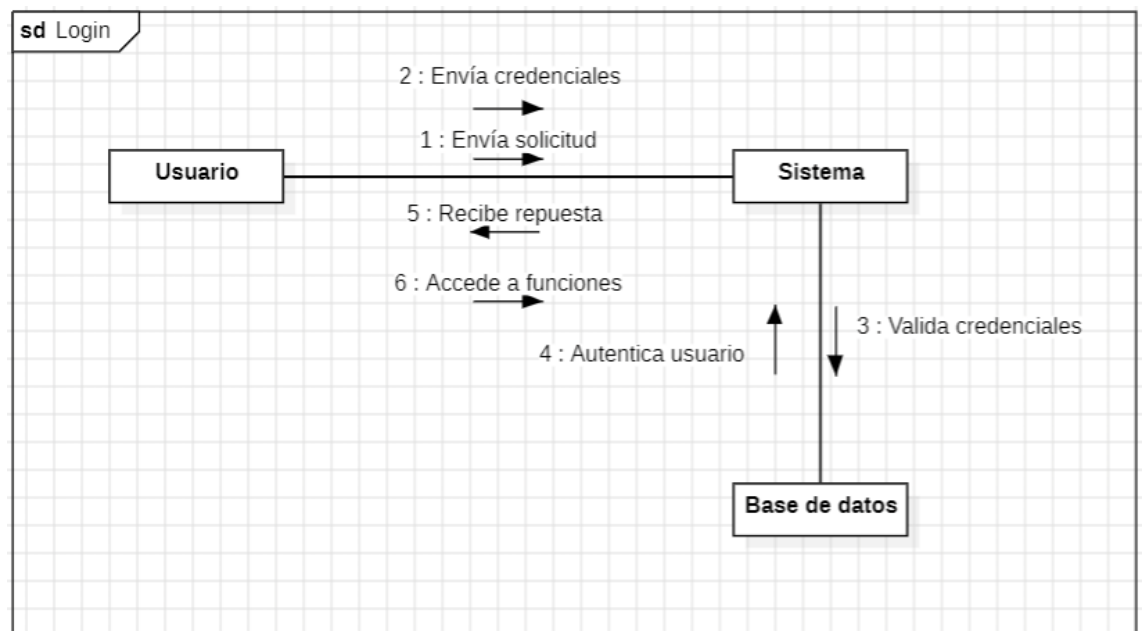 sd Login
2 : Envía credenciales
1 : Envía solicitud
Usuario
Sistema
5 : Recibe repuesta
6 : Accede a funciones
3 : Valida credenciales
4 : Autentica usuario
Base de datos